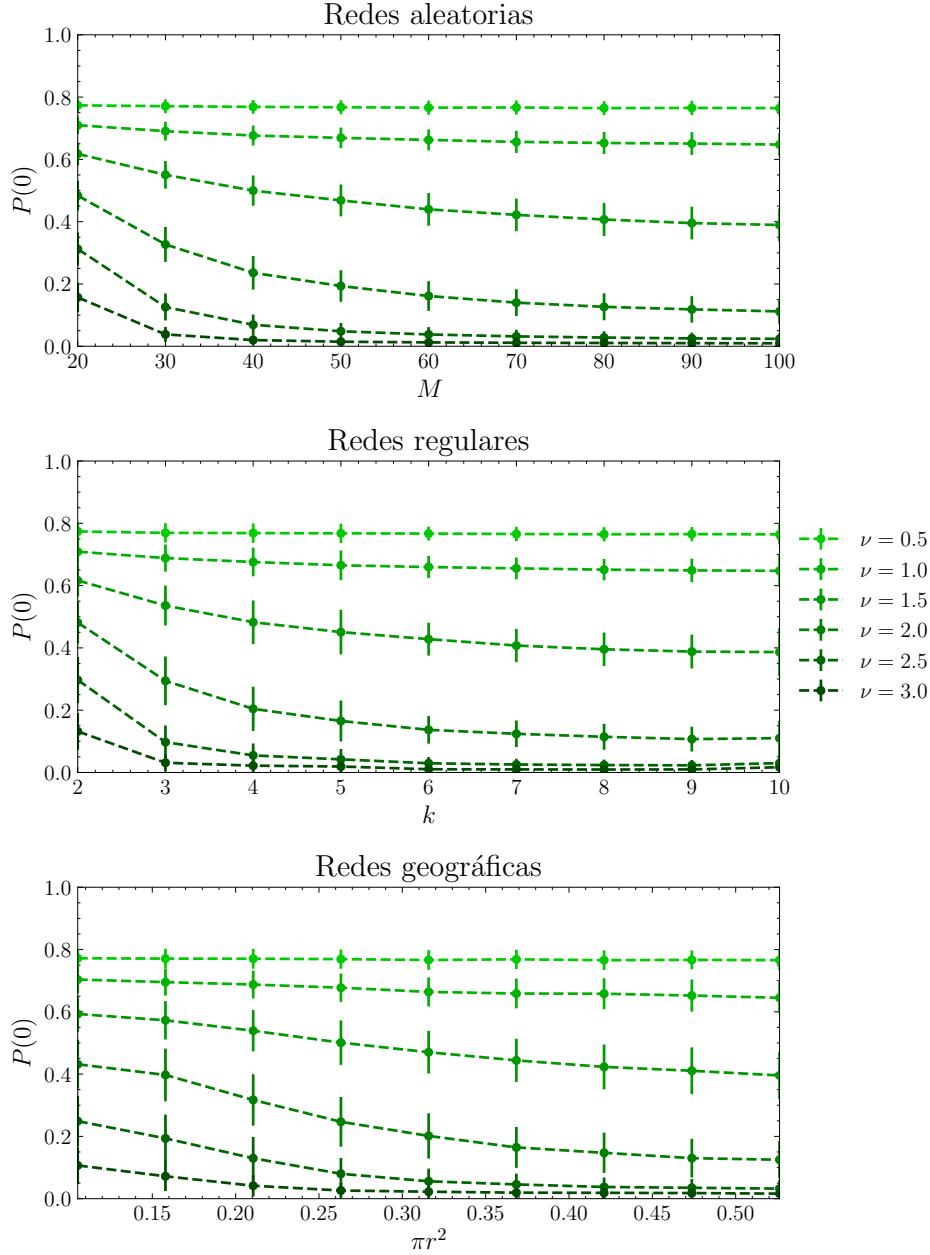 Redes aleatorias
1.0
0.8
0.6
0.4
0.2
0.0
P(0)
20 30 40 50 60 70 80 90 100
M
Redes regulares
1.0
0.8
0.6
0.4
0.2
0.0
P(0)
2 3 4 5 6 7 8 9 10
k
ν = 0.5
ν = 1.0
ν = 1.5
ν = 2.0
ν = 2.5
ν = 3.0
Redes geográficas
1.0
0.8
0.6
0.4
0.2
0.0
P(0)
0.15 0.20 0.25 0.30 0.35 0.40 0.45 0.50
πr²